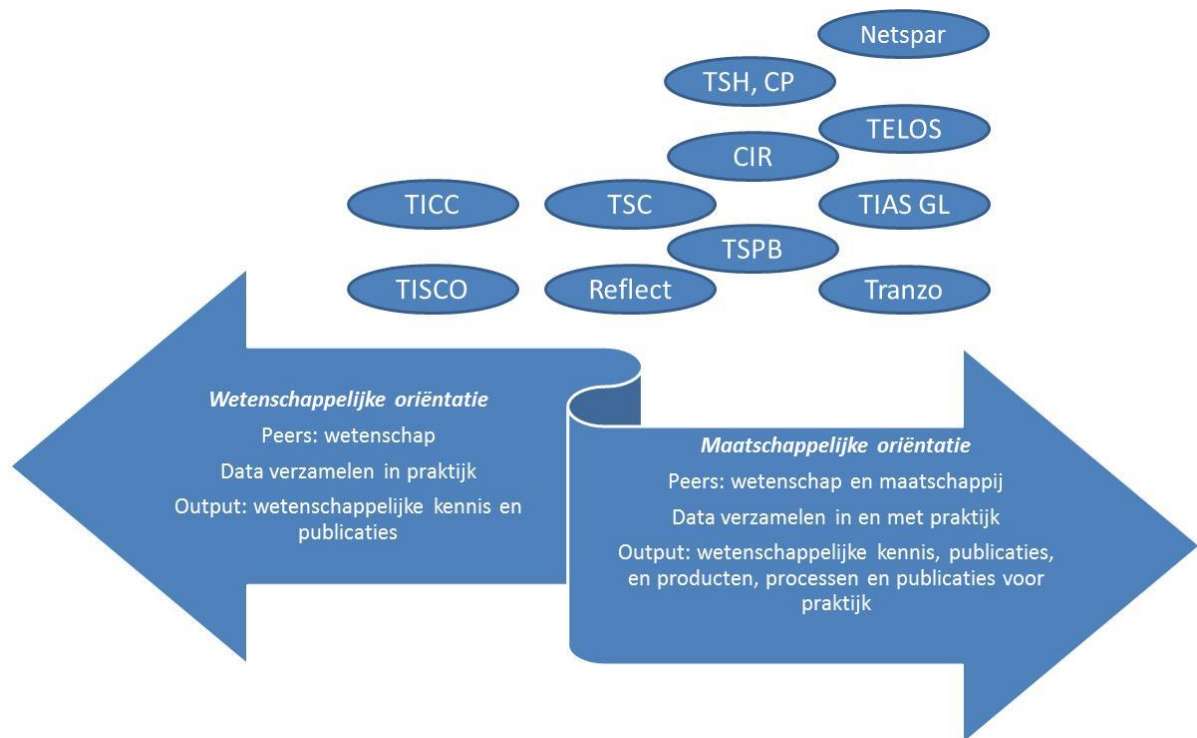 Netspar
TSH, CP
TELOS
CIR
TICC
TSC
TIAS GL
TSPB
TISCO
Reflect
Tranzo
Wetenschappelijke oriëntatie
Peers: wetenschap
Data verzamelen in praktijk
Output: wetenschappelijke kennis en
publicaties
Maatschappelijke oriëntatie
Peers: wetenschap en maatschappij
Data verzamelen in en met praktijk
Output: wetenschappelijke kennis, publicaties,
en producten, processen en publicaties voor
praktijk